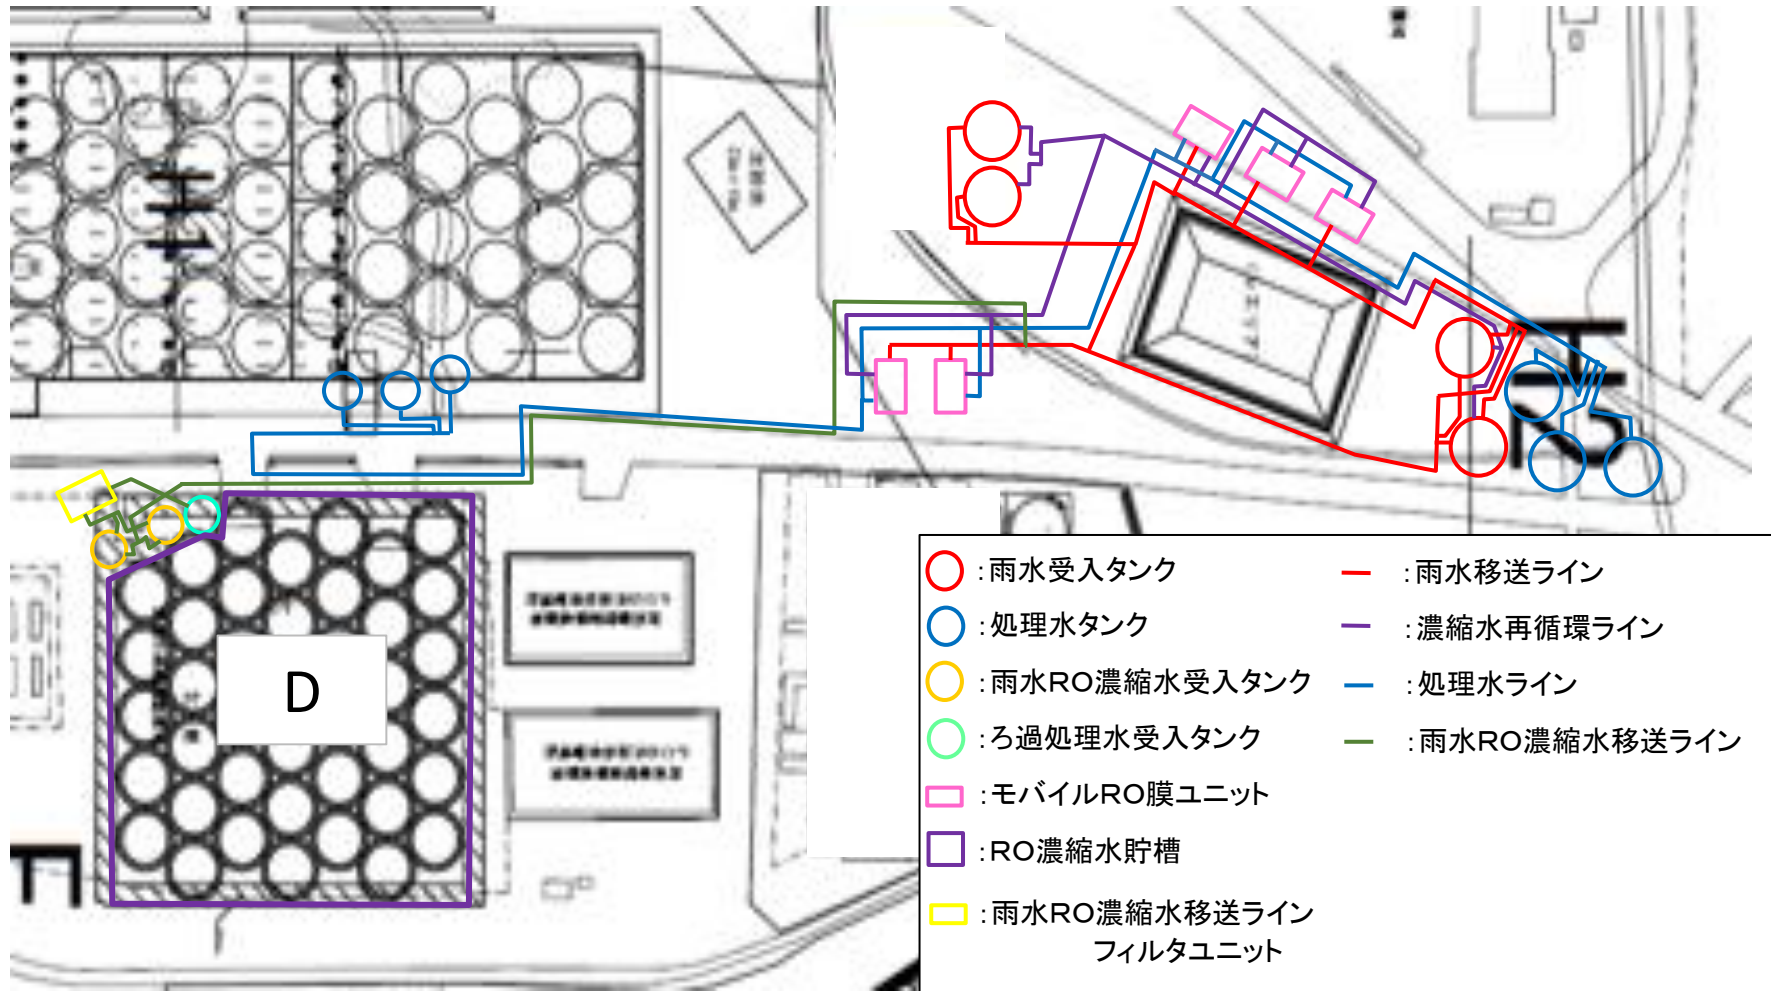 H1
H2
D
E
:雨水受入タンク
:雨水移送ライン
:処理水タンク
:濃縮水再循環ライン
:雨水RO濃縮水受入タンク
:処理水ライン
:ろ過処理水受入タンク
:雨水RO濃縮水移送ライン
:モバイルRO膜ユニット
:RO濃縮水貯槽
:雨水RO濃縮水移送ライン
フィルタユニット